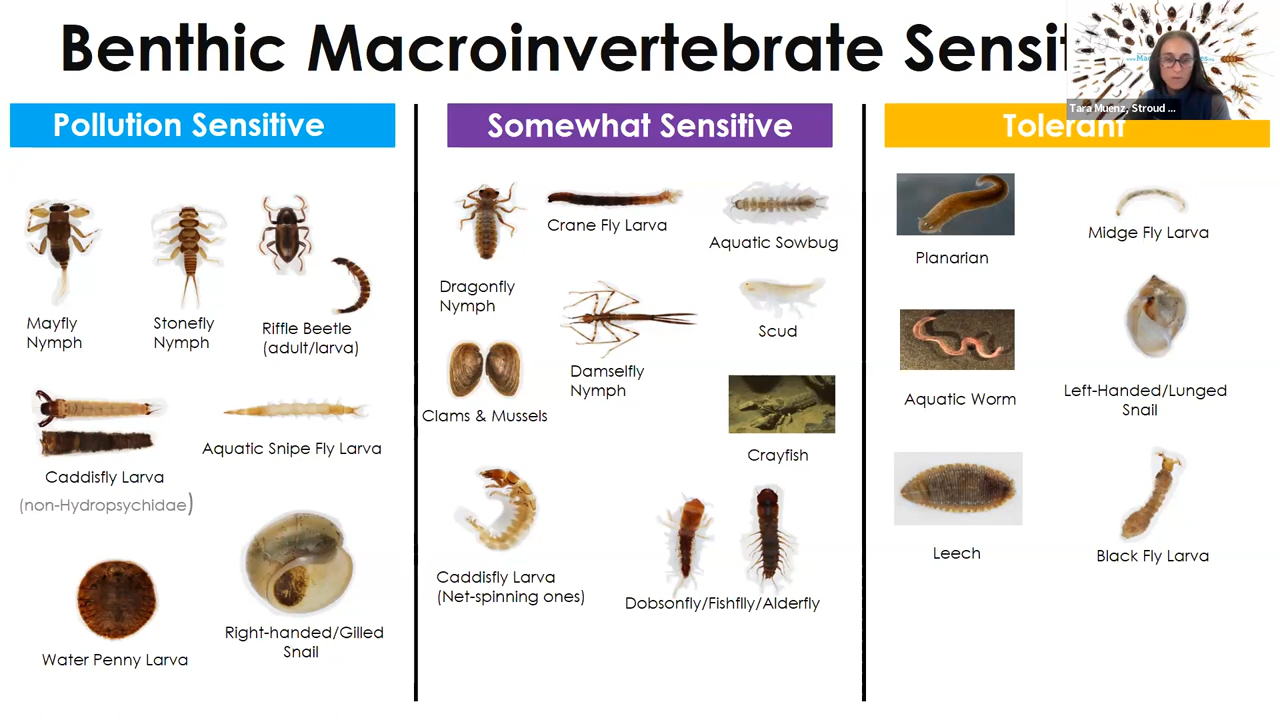 Benthic Macroinvertebrate Sensit
Tara Muenz, Stroud ...
Pollution Sensitive
Mayfly
Nymph
Stonefly
Nymph
Riffle Beetle
(adult/larva)
Caddisfly Larva
(non-Hydropsychidae)
Aquatic Snipe Fly Larva
Water Penny Larva
Right-handed/Gilled
Snail
Somewhat Sensitive
Crane Fly Larva
Aquatic Sowbug
Dragonfly
Nymph
Scud
Damselfly
Nymph
Clams & Mussels
Crayfish
Caddisfly Larva
(Net-spinning ones)
Dobsonfly/Fishflly/Alderfly
Tolerant
Planarian
Midge Fly Larva
Aquatic Worm
Left-Handed/Lunged
Snail
Leech
Black Fly Larva